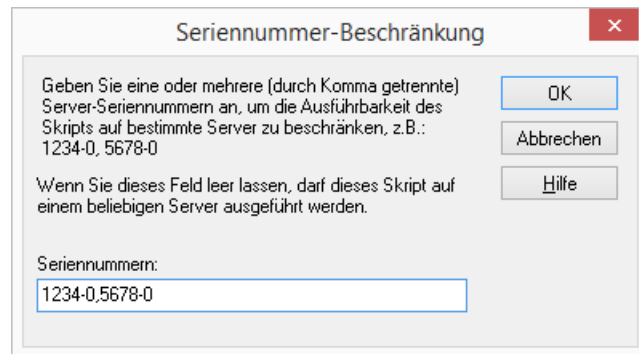 Seriennummer-Beschränkung
Geben Sie eine oder mehrere (durch Komma getrennte)
Server-Seriennummern an, um die Ausführbarkeit des
Skripts auf bestimmte Server zu beschränken, z.B.:
1234-0, 5678-0
Wenn Sie dieses Feld leer lassen, darf dieses Skript auf
einem beliebigen Server ausgeführt werden.
Seriennummern:
1234-0,5678-0
OK
Abbrechen
Hilfe